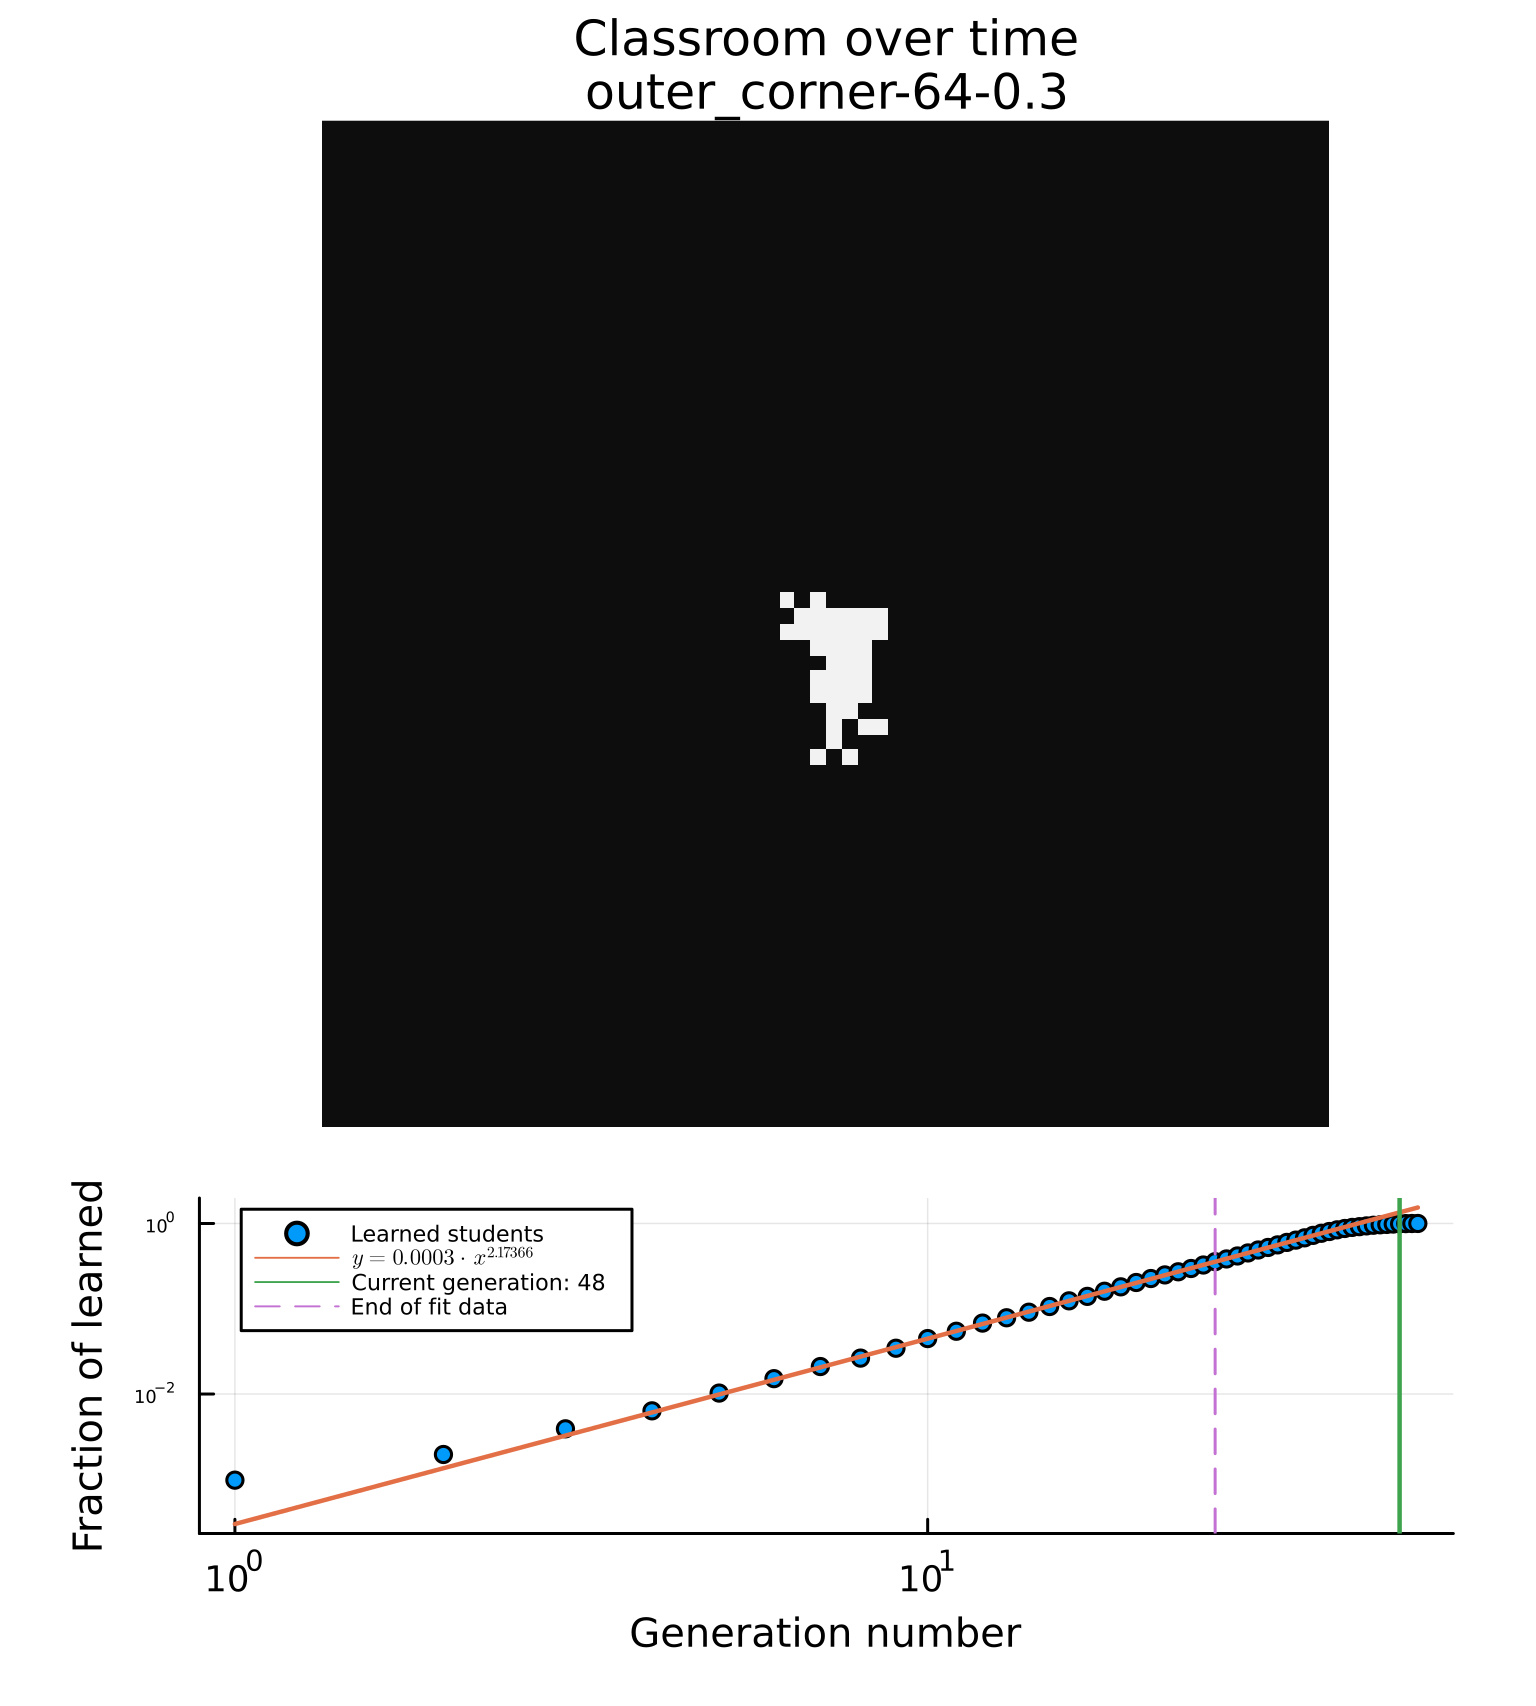 Classroom over time
outer_corner-64-0.3
Fraction of learned
10^0
10^-2
Learned students
y = 0.0003 · x^2.17366
Current generation: 48
End of fit data
10^0
10^1
Generation number